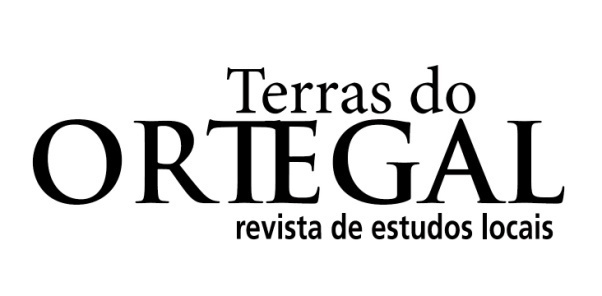 Terras do
ORTEGAL
revista de estudos locais